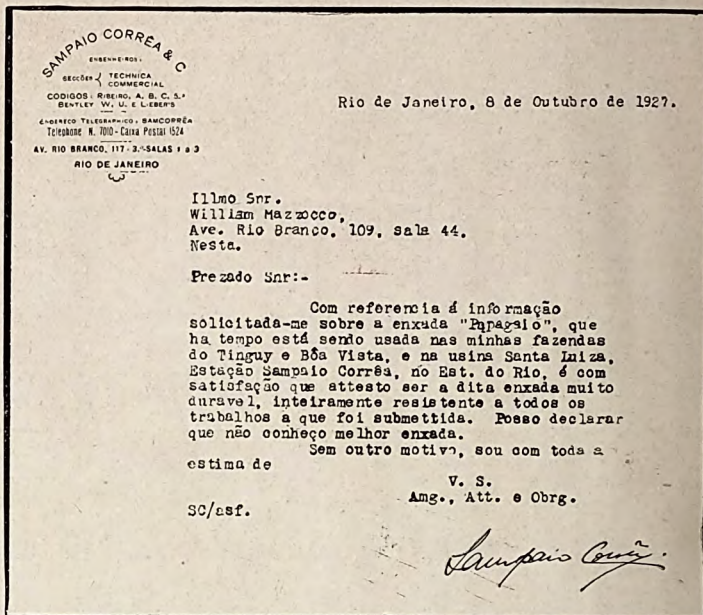 SAMPAIO CORRÊA & C
ENGENHEIROS:
SECCÕES { TECHNICA
COMMERCIAL
CODIGOS: RIBEIRO, A. B. C. 5.ª
BENTLEY W. U. E LIEBER'S
ENDEREÇO TELEGRAPHICO: SAMCORRÊA
Telephone N. 7010 - Caixa Postal 1524
AV. RIO BRANCO, 117 - 3.º - SALAS 1 a 3
RIO DE JANEIRO
Rio de Janeiro, 8 de Outubro de 1927.
Illmo Snr.
William Mazzocco,
Ave. Rio Branco, 109, sala 44.
Nesta.
Prezado Snr:-
Com referencia á informação
solicitada-me sobre a enxada "Papagaio", que
ha tempo está sendo usada nas minhas fazendas
do Tinguy e Bôa Vista, e na usina Santa Luiza,
Estação Sampaio Corrêa, no Est. do Rio, é com
satisfação que attesto ser a dita enxada muito
duravel, inteiramente resistente a todos os
trabalhos a que foi submettida. Posso declarar
que não conheço melhor enxada.
Sem outro motivo, sou com toda a
estima de
V. S.
Amg., Att. e Obrg.
SC/asf.
Sampaio Corrêa.